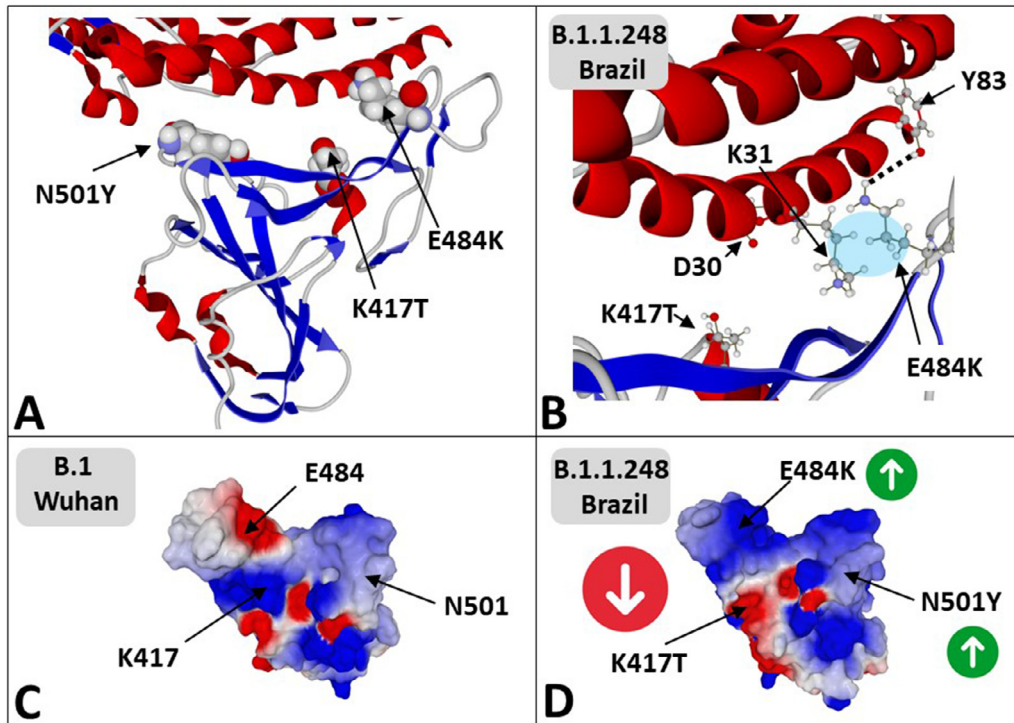 N501Y
E484K
K417T
A
B.1.1.248
Brazil
Y83
K31
D30
K417T
E484K
B
B.1
Wuhan
E484
N501
K417
C
B.1.1.248
Brazil
E484K
N501Y
K417T
D